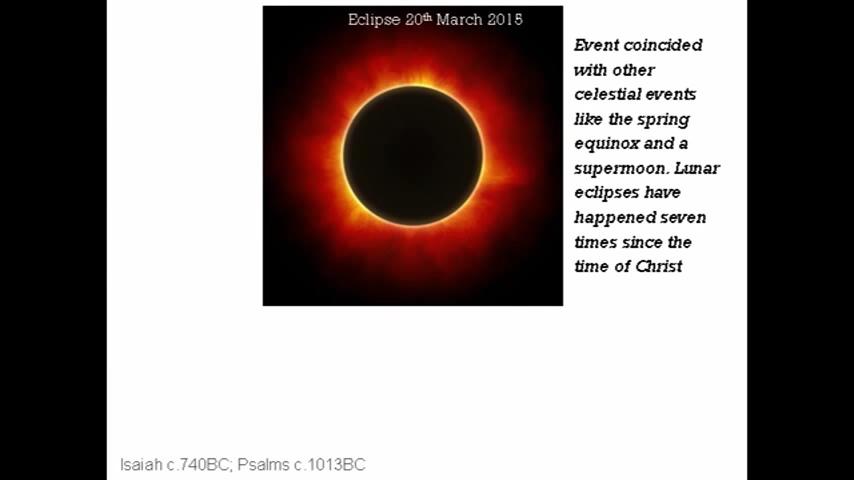 Eclipse 20th March 2015
Event coincided
with other
celestial events
like the spring
equinox and a
supermoon. Lunar
eclipses have
happened seven
times since the
time of Christ
Isaiah c.740BC; Psalms c.1013BC